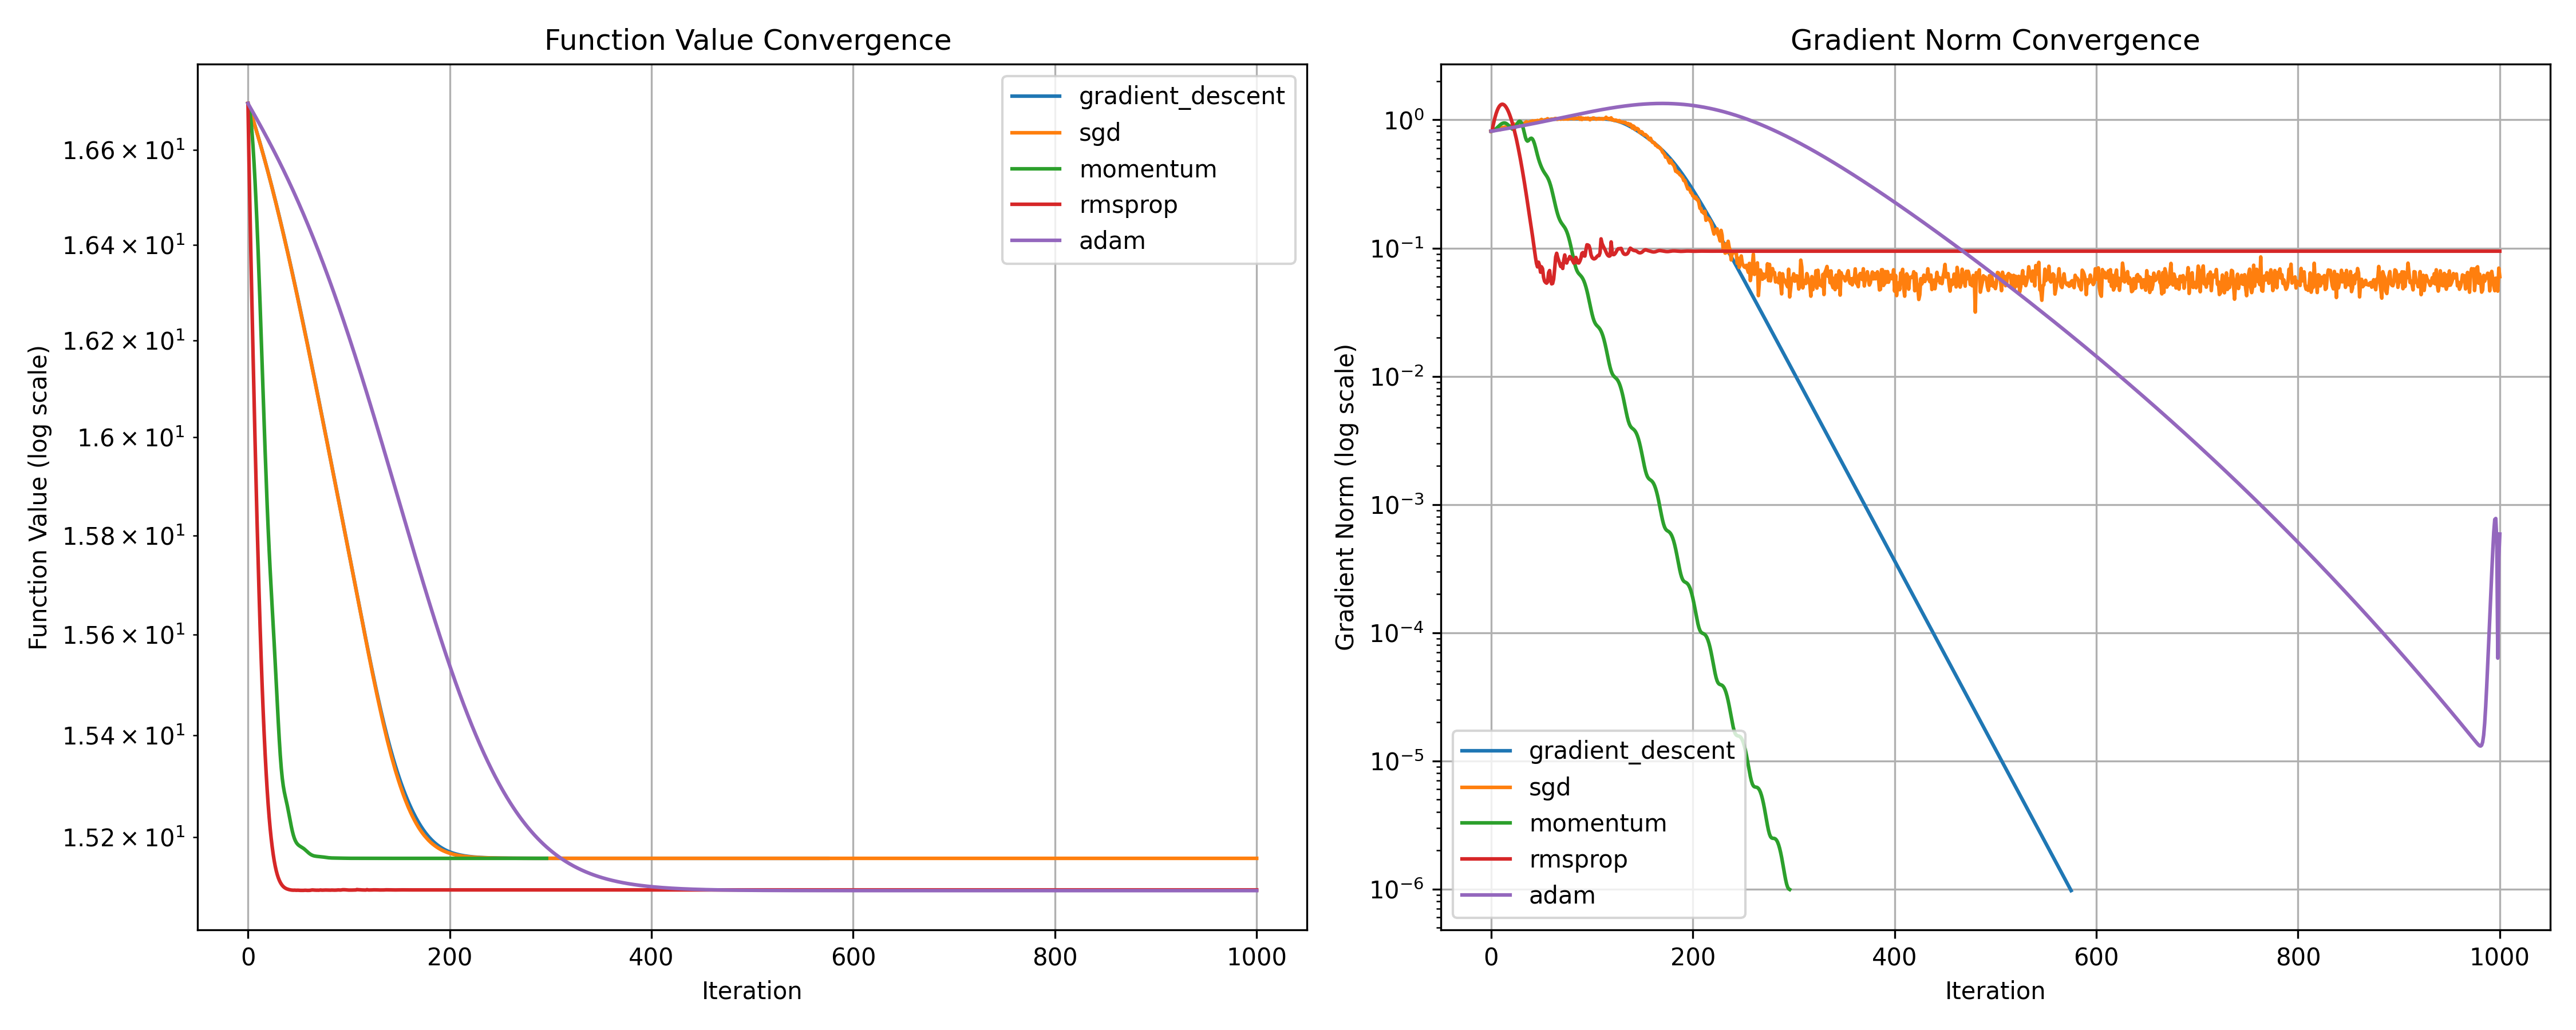 Function Value Convergence
Function Value (log scale)
1.66 × 10¹
1.64 × 10¹
1.62 × 10¹
1.6 × 10¹
1.58 × 10¹
1.56 × 10¹
1.54 × 10¹
1.52 × 10¹
gradient_descent
sgd
momentum
rmsprop
adam
0 200 400 600 800 1000
Iteration
Gradient Norm Convergence
Gradient Norm (log scale)
10⁰
10⁻¹
10⁻²
10⁻³
10⁻⁴
10⁻⁵
10⁻⁶
gradient_descent
sgd
momentum
rmsprop
adam
0 200 400 600 800 1000
Iteration